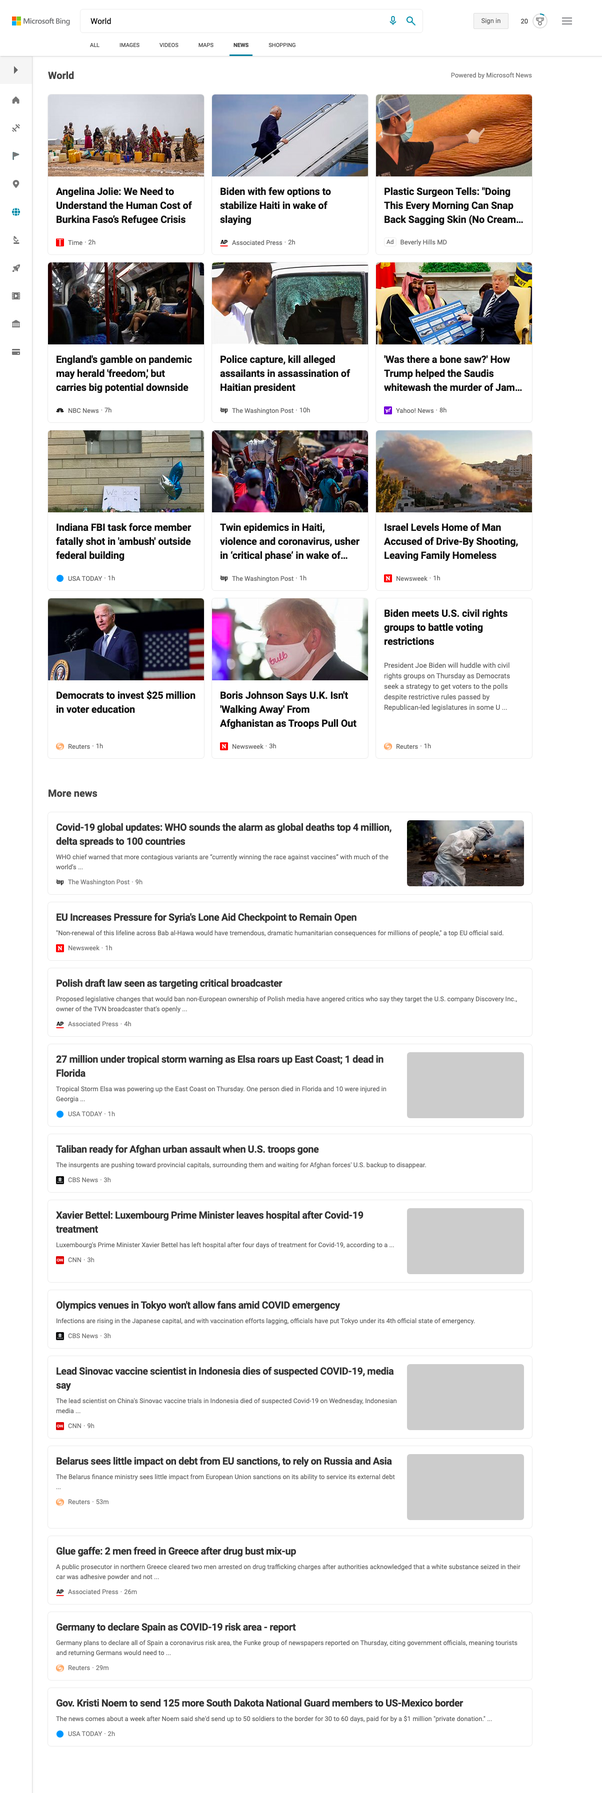 Microsoft Bing
World
Sign in
20
ALL IMAGES VIDEOS MAPS NEWS SHOPPING
World
Powered by Microsoft News
Angelina Jolie: We Need to
Understand the Human Cost of
Burkina Faso's Refugee Crisis
Time · 2h
Biden with few options to
stabilize Haiti in wake of
slaying
AP Associated Press · 2h
Plastic Surgeon Tells: "Doing
This Every Morning Can Snap
Back Sagging Skin (No Cream...
Ad Beverly Hills MD
England's gamble on pandemic
may herald 'freedom,' but
carries big potential downside
NBC News · 7h
Police capture, kill alleged
assailants in assassination of
Haitian president
wp The Washington Post · 10h
'Was there a bone saw?' How
Trump helped the Saudis
whitewash the murder of Jam...
Yahoo! News · 8h
Indiana FBI task force member
fatally shot in 'ambush' outside
federal building
USA TODAY · 1h
Twin epidemics in Haiti,
violence and coronavirus, usher
in 'critical phase' in wake of...
wp The Washington Post · 1h
Israel Levels Home of Man
Accused of Drive-By Shooting,
Leaving Family Homeless
N Newsweek · 1h
Democrats to invest $25 million
in voter education
Reuters · 1h
Boris Johnson Says U.K. Isn't
'Walking Away' From
Afghanistan as Troops Pull Out
N Newsweek · 3h
Biden meets U.S. civil rights
groups to battle voting
restrictions
President Joe Biden will huddle with civil
rights groups on Thursday as Democrats
seek a strategy to get voters to the polls
despite restrictive rules passed by
Republican-led legislatures in some U ...
Reuters · 1h
More news
Covid-19 global updates: WHO sounds the alarm as global deaths top 4 million,
delta spreads to 100 countries
WHO chief warned that more contagious variants are "currently winning the race against vaccines" with much of the
world's ...
wp The Washington Post · 9h
EU Increases Pressure for Syria's Lone Aid Checkpoint to Remain Open
"Non-renewal of this lifeline across Bab al-Hawa would have tremendous, dramatic humanitarian consequences for millions of people," a top EU official said.
N Newsweek · 1h
Polish draft law seen as targeting critical broadcaster
Proposed legislative changes that would ban non-European ownership of Polish media have angered critics who say they target the U.S. company Discovery Inc.,
owner of the TVN broadcaster that's openly ...
AP Associated Press · 4h
27 million under tropical storm warning as Elsa roars up East Coast; 1 dead in
Florida
Tropical Storm Elsa was powering up the East Coast on Thursday. One person died in Florida and 10 were injured in
Georgia ...
USA TODAY · 1h
Taliban ready for Afghan urban assault when U.S. troops gone
The insurgents are pushing toward provincial capitals, surrounding them and waiting for Afghan forces' U.S. backup to disappear.
CBS News · 3h
Xavier Bettel: Luxembourg Prime Minister leaves hospital after Covid-19
treatment
Luxembourg's Prime Minister Xavier Bettel has left hospital after four days of treatment for Covid-19, according to a ...
CNN CNN · 3h
Olympics venues in Tokyo won't allow fans amid COVID emergency
Infections are rising in the Japanese capital, and with vaccination efforts lagging, officials have put Tokyo under its 4th official state of emergency.
CBS News · 3h
Lead Sinovac vaccine scientist in Indonesia dies of suspected COVID-19, media
say
The lead scientist on China's Sinovac vaccine trials in Indonesia died of suspected Covid-19 on Wednesday, Indonesian
media ...
CNN CNN · 9h
Belarus sees little impact on debt from EU sanctions, to rely on Russia and Asia
The Belarus finance ministry sees little impact from European Union sanctions on its ability to service its external debt
...
Reuters · 53m
Glue gaffe: 2 men freed in Greece after drug bust mix-up
A public prosecutor in northern Greece cleared two men arrested on drug trafficking charges after authorities acknowledged that a white substance seized in their
car was adhesive powder and not ...
AP Associated Press · 26m
Germany to declare Spain as COVID-19 risk area - report
Germany plans to declare all of Spain a coronavirus risk area, the Funke group of newspapers reported on Thursday, citing government officials, meaning tourists
and returning Germans would need to ...
Reuters · 29m
Gov. Kristi Noem to send 125 more South Dakota National Guard members to US-Mexico border
The news comes about a week after Noem said she'd send up to 50 soldiers to the border for 30 to 60 days, paid for by a $1 million "private donation." ...
USA TODAY · 2h